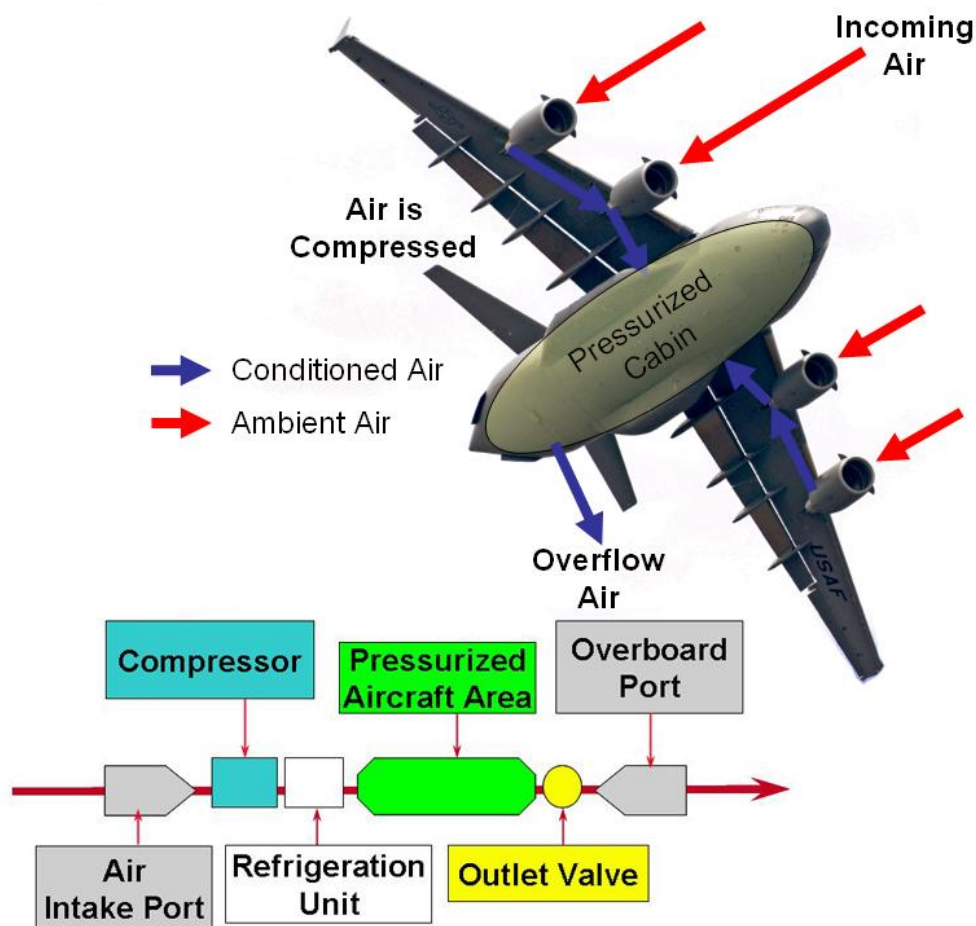 Incoming
Air
Air is
Compressed
Pressurized
Cabin
Conditioned Air
Ambient Air
USAF
Overflow
Air
Compressor
Pressurized
Aircraft Area
Overboard
Port
Air
Intake Port
Refrigeration
Unit
Outlet Valve